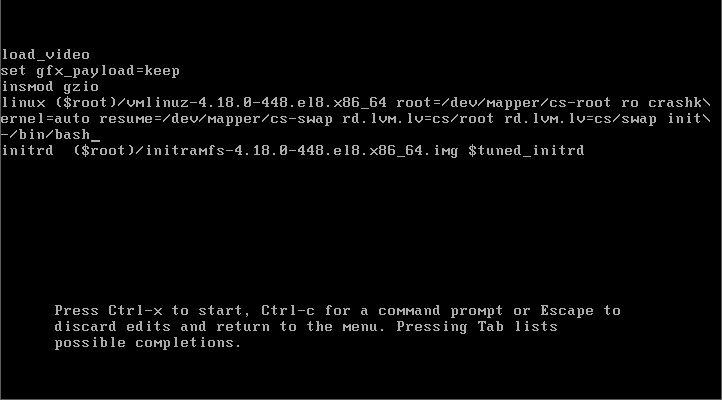 load_video
set gfx_payload=keep
insmod gzio
linux ($root)/vmlinuz-4.18.0-448.el8.x86_64 root=/dev/mapper/cs-root ro crashk\
ernel=auto resume=/dev/mapper/cs-swap rd.lvm.lv=cs/root rd.lvm.lv=cs/swap init\
-/bin/bash_
initrd  ($root)/initramfs-4.18.0-448.el8.x86_64.img $tuned_initrd
Press Ctrl-x to start, Ctrl-c for a command prompt or Escape to
discard edits and return to the menu. Pressing Tab lists
possible completions.